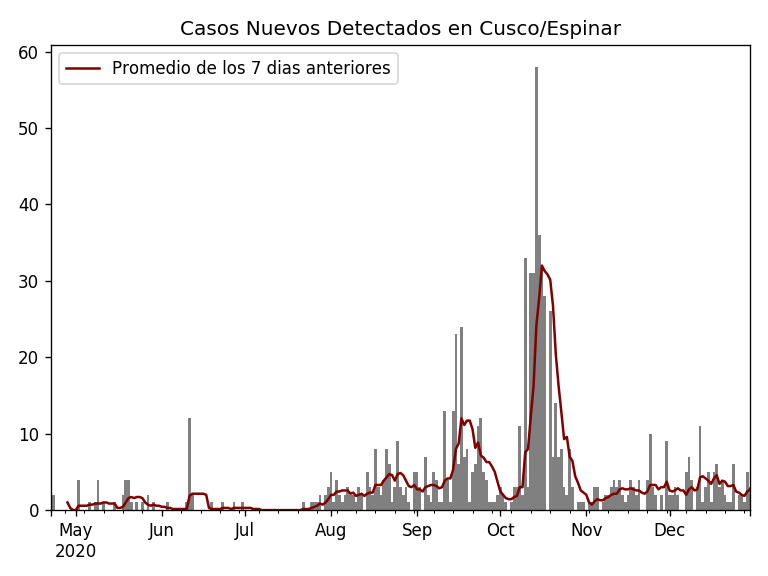 Casos Nuevos Detectados en Cusco/Espinar
Promedio de los 7 dias anteriores
60
50
40
30
20
10
0
May Jun Jul Aug Sep Oct Nov Dec
2020